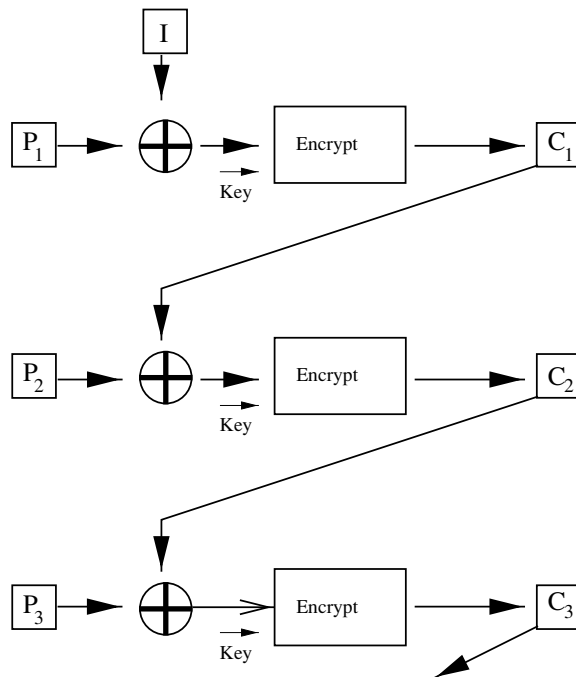 I
P1 Encrypt C1
Key
P2 Encrypt C2
Key
P3 Encrypt C3
Key